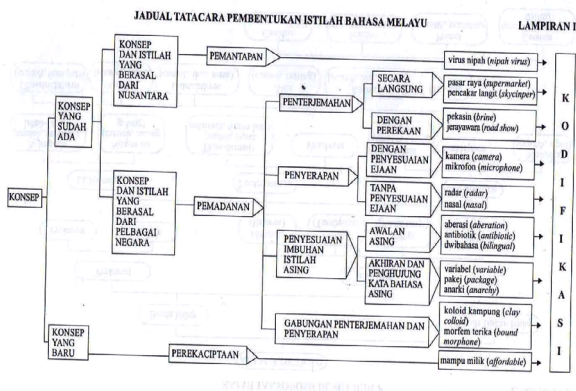 JADUAL TATACARA PEMBENTUKAN ISTILAH BAHASA MELAYU
LAMPIRAN I
KONSEP
KONSEP
YANG
SUDAH
ADA
KONSEP
DAN ISTILAH
YANG
BERASAL
DARI
NUSANTARA
PEMANTAPAN
virus nipah (nipah virus)
KONSEP
DAN ISTILAH
YANG
BERASAL
DARI
PELBAGAI
NEGARA
PEMADANAN
PENTERJEMAHAN
SECARA
LANGSUNG
pasar raya (supermarket)
pencakar langit (skycinper)
DENGAN
PEREKAAN
pekasin (brine)
jerayawam (road show)
PENYERAPAN
DENGAN
PENYESUAIAN
EJAAN
kamera (camera)
mikrofon (microphone)
TANPA
PENYESUAIAN
EJAAN
radar (radar)
nasal (nasal)
PENYESUAIAN
IMBUHAN
ISTILAH
ASING
AWALAN
ASING
aberasi (aberation)
antibiotik (antibiotic)
dwibahasa (bilingual)
AKHIRAN DAN
PENGHUJUNG
KATA BAHASA
ASING
variabel (variable)
pakej (package)
anarki (anarchy)
GABUNGAN PENTERJEMAHAN DAN
PENYERAPAN
koloid kampung (clay
colloid)
morfem terika (bound
morphone)
KONSEP
YANG
BARU
PEREKACIPTAAN
mampu milik (affordable)
K
O
D
I
F
I
K
A
S
I